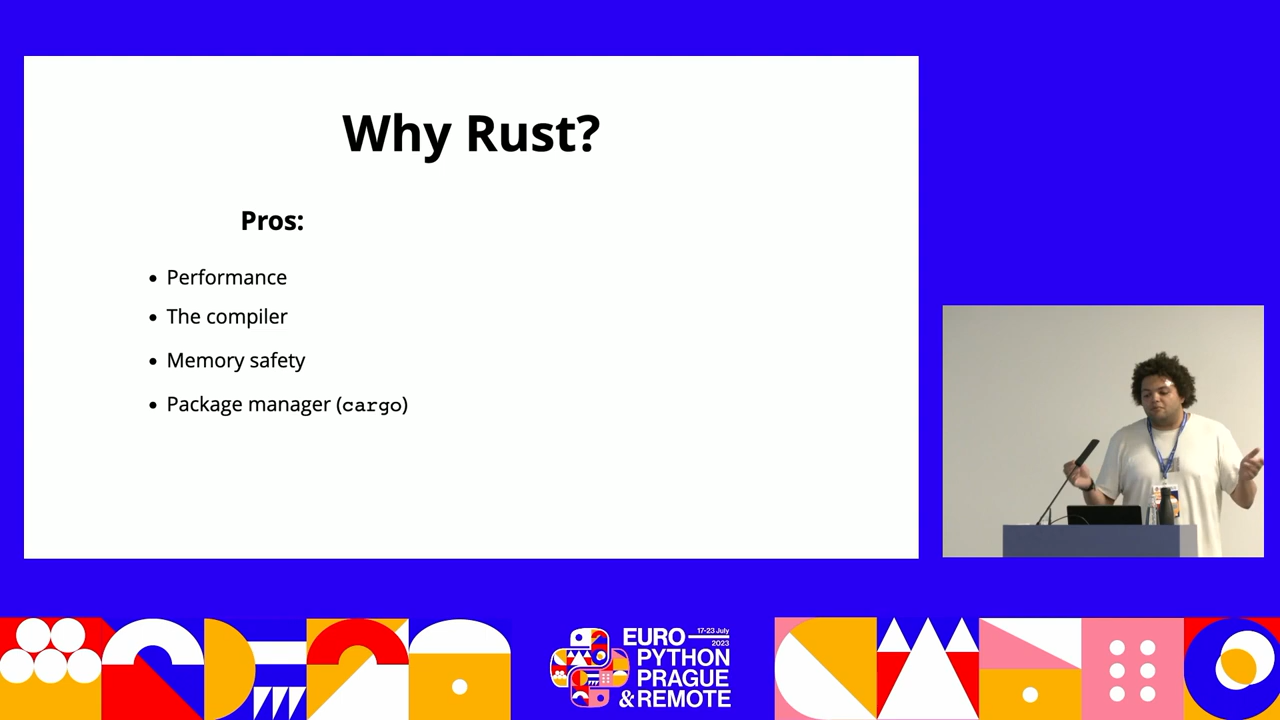 Why Rust?
Pros:
• Performance
• The compiler
• Memory safety
• Package manager (cargo)
EURO 17-23 July
2023
PYTHON
PRAGUE
& REMOTE